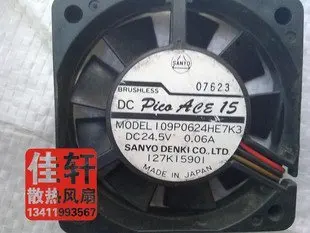 SANYO
BRUSHLESS
07623
DC Pico ACE 15
MODEL 109P0624HE7K3
DC24.5V 0.06A
SANYO DENKI CO.,LTD
127K15901
MADE IN JAPAN
佳轩
散热风扇
13411993567